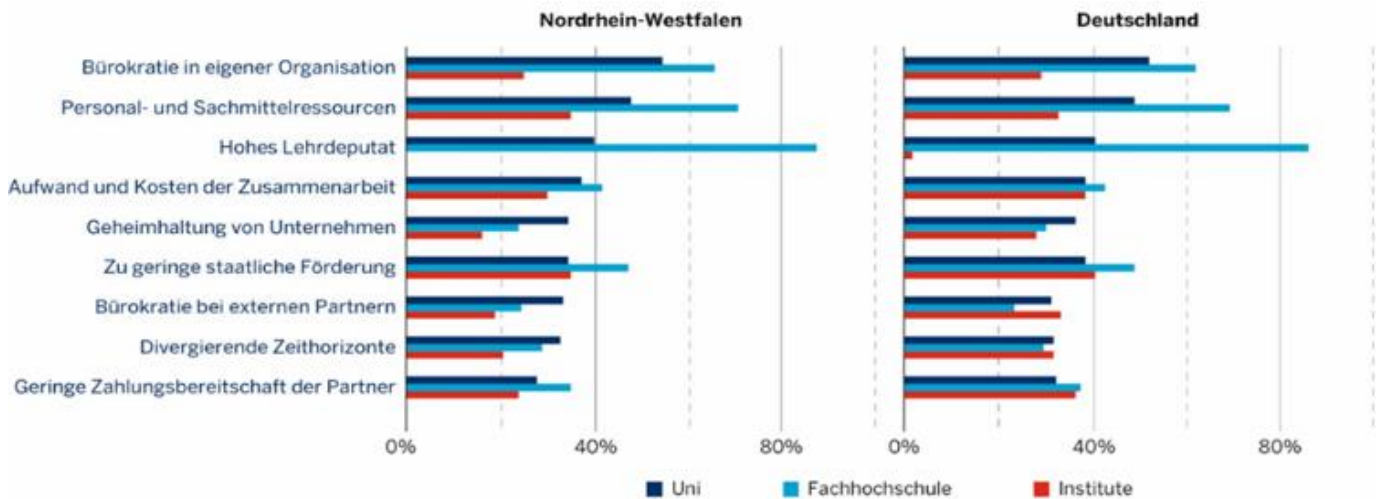 Nordrhein-Westfalen
Deutschland
Bürokratie in eigener Organisation
Personal- und Sachmittelressourcen
Hohes Lehrdeputat
Aufwand und Kosten der Zusammenarbeit
Geheimhaltung von Unternehmen
Zu geringe staatliche Förderung
Bürokratie bei externen Partnern
Divergierende Zeithorizonte
Geringe Zahlungsbereitschaft der Partner
0% 40% 80%
0% 40% 80%
Uni Fachhochschule Institute